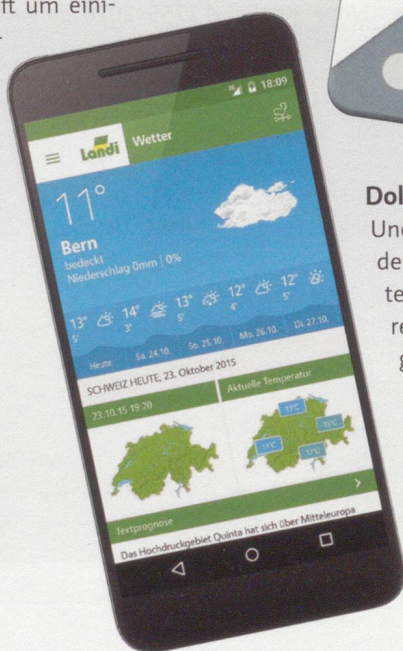 ft um eini-
18:09
Landi
Wetter
11°
Bern
bedeckt
Niederschlag 0mm | 0%
13° 14° 13° 12° 12°
5° 3° 5° 4° 5°
Heute Sa. 24.10. So. 25.10. Mo. 26.10. Di. 27.10.
SCHWEIZ HEUTE, 23. Oktober 2015
23.10.15 19:20
Aktuelle Temperatur
13°C
11°C
Textprognose
Das Hochdruckgebiet Quinta hat sich über Mitteleuropa
Dol
Und
de
te
re
g